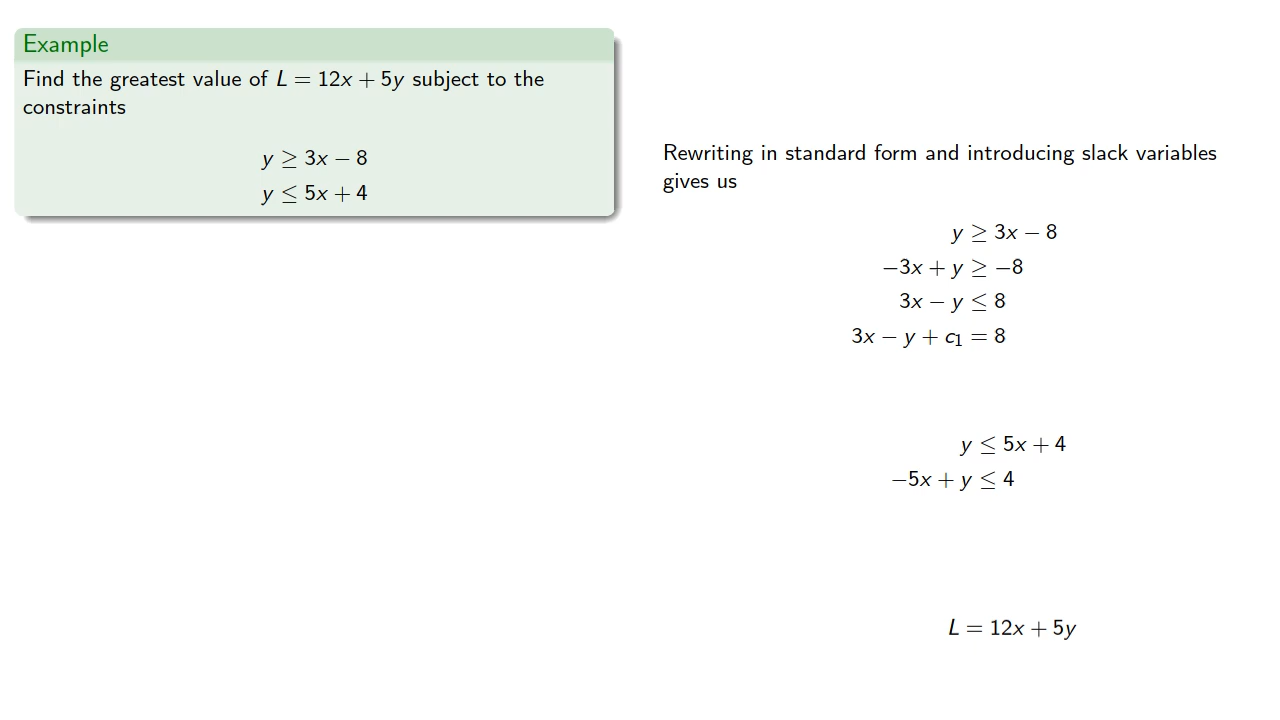 Example
Find the greatest value of L = 12x + 5y subject to the
constraints
y ≥ 3x − 8
y ≤ 5x + 4
Rewriting in standard form and introducing slack variables
gives us
y ≥ 3x − 8
−3x + y ≥ −8
3x − y ≤ 8
3x − y + c₁ = 8
y ≤ 5x + 4
−5x + y ≤ 4
L = 12x + 5y